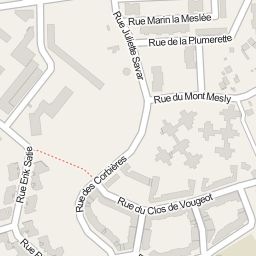 Rue Marin la Meslée
Rue Juliette Savar
Rue de la Plumerette
Rue du Mont Mesly
Rue Erik Satie
Rue des Corbières
Rue du Clos de Vougeot